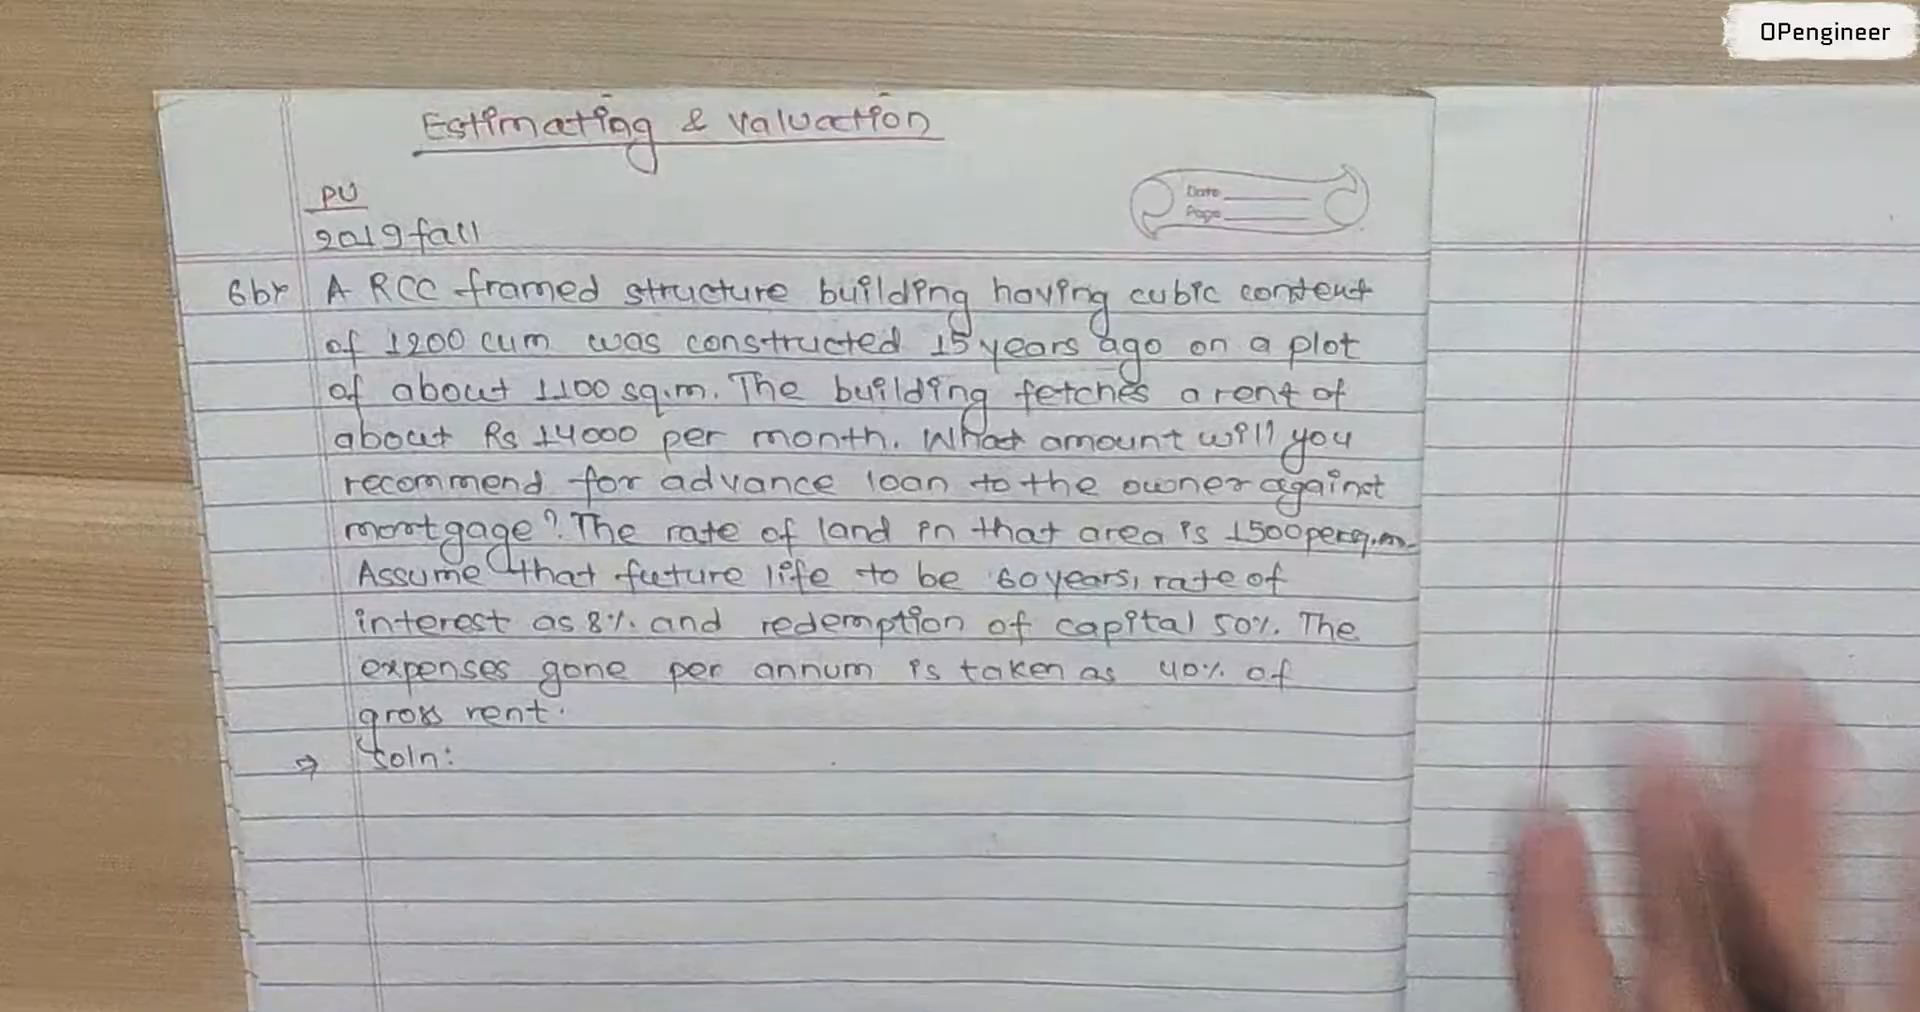 OPengineer
Estimating & valuation
PU
Date
Page
2019 fall
6b> A RCC framed structure building having cubic content
of 1200 cum was constructed 15 years ago on a plot
of about 1100 sq.m. The building fetches a rent of
about Rs 14000 per month. What amount will you
recommend for advance loan to the owner against
mortgage? The rate of land in that area is 1500 persq.m.
Assume that future life to be 60 years, rate of
interest as 8% and redemption of capital 50%. The
expenses gone per annum is taken as 40% of
gross rent.
⇒ Soln: